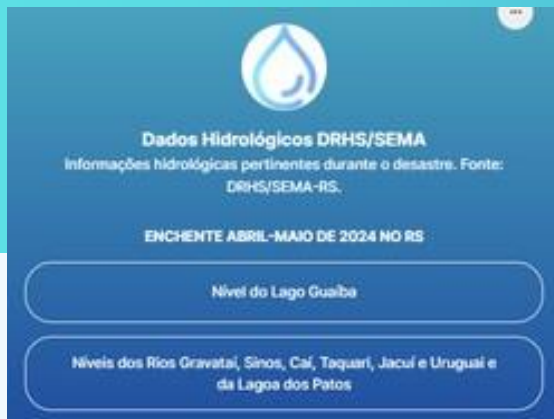 Dados Hidrológicos DRHS/SEMA
Informações hidrológicas pertinentes durante o desastre. Fonte:
DRHS/SEMA-RS.
ENCHENTE ABRIL-MAIO DE 2024 NO RS
Nível do Lago Guaíba
Níveis dos Rios Gravataí, Sinos, Caí, Taquari, Jacuí e Uruguai e
da Lagoa dos Patos